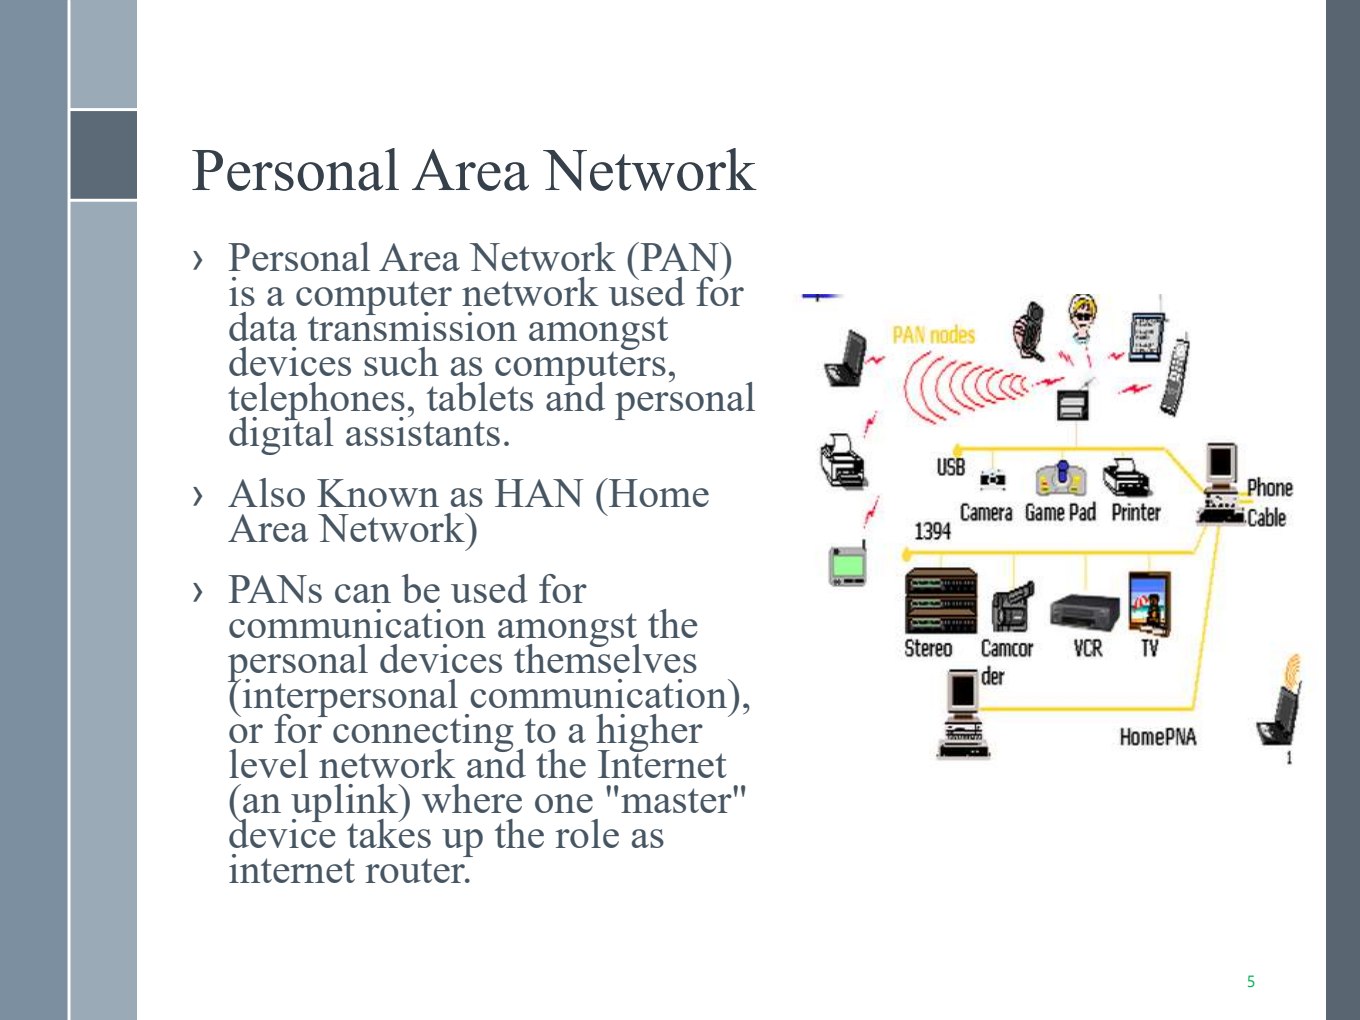 Personal Area Network
› Personal Area Network (PAN)
is a computer network used for
data transmission amongst
devices such as computers,
telephones, tablets and personal
digital assistants.
› Also Known as HAN (Home
Area Network)
› PANs can be used for
communication amongst the
personal devices themselves
(interpersonal communication),
or for connecting to a higher
level network and the Internet
(an uplink) where one "master"
device takes up the role as
internet router.
PAN nodes
USB
Camera Game Pad Printer
Phone
Cable
1394
Stereo Camcor VCR TV
der
HomePNA
1
5